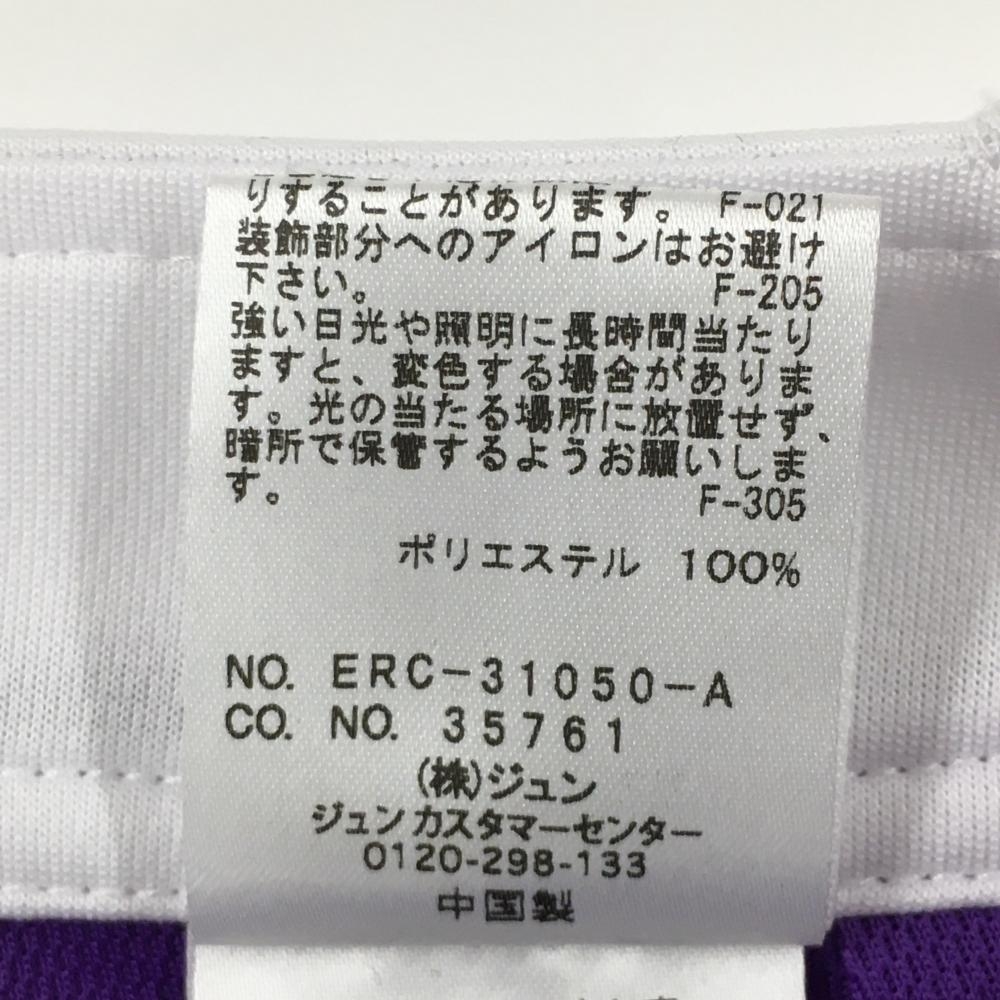 りすることがあります。 F-021
装飾部分へのアイロンはお避け
下さい。 F-205
強い日光や照明に長時間当たり
ますと、変色する場合がありま
す。光の当たる場所に放置せず、
暗所で保管するようお願いしま
す。 F-305
ポリエステル 100%
NO. ERC-31050-A
CO. NO. 35761
(株)ジュン
ジュンカスタマーセンター
0120-298-133
中国製